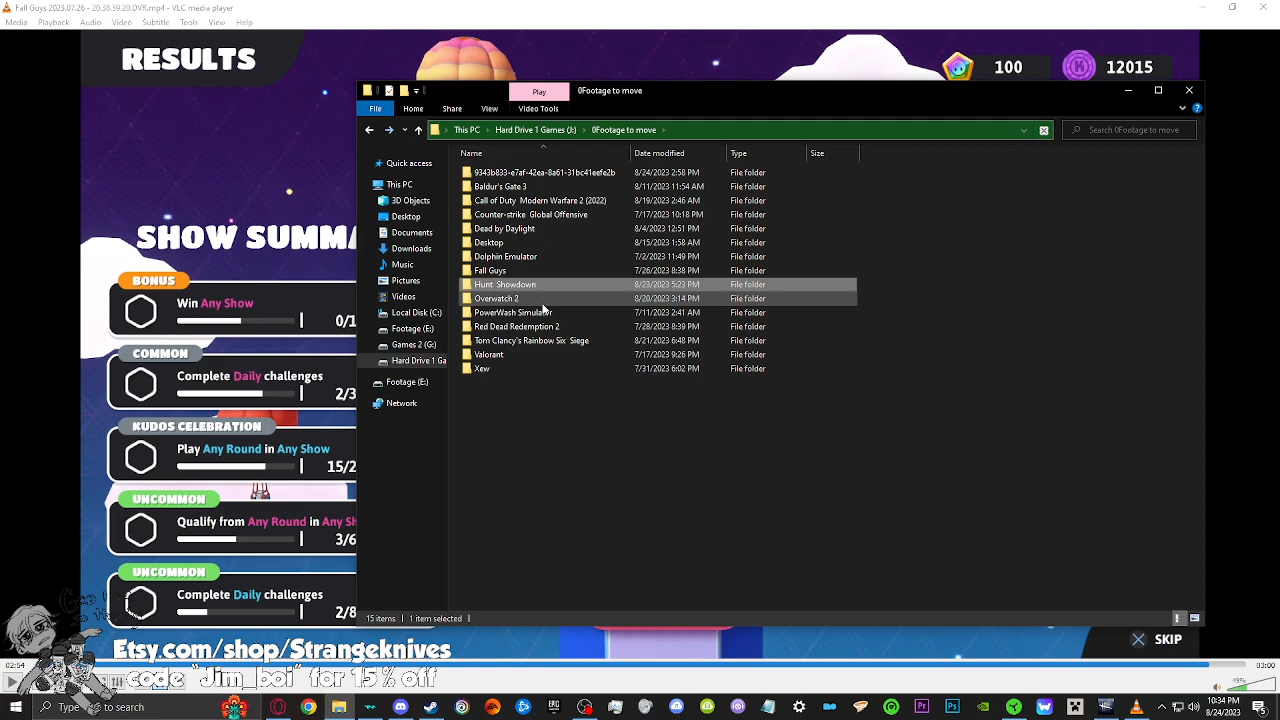 Fall Guys 2023.07.26 - 20.38.39.20.DVR.mp4 - VLC media player
Media Playback Audio Video Subtitle Tools View Help
RESULTS
100 12015
Play 0Footage to move
File Home Share View Video Tools
This PC Hard Drive 1 Games (J:) 0Footage to move
Search 0Footage to move
Name Date modified Type Size
Quick access
This PC
3D Objects
Desktop
Documents
Downloads
Music
Pictures
Videos
Local Disk (C:)
Footage (E:)
Games 2 (G:)
Hard Drive 1 Ga
Footage (E:)
Network
9343b833-e7af-42ea-8a61-31bc41eefe2b 8/24/2023 2:58 PM File folder
Baldur's Gate 3 8/11/2023 11:54 AM File folder
Call of Duty Modern Warfare 2 (2022) 8/19/2023 2:46 AM File folder
Counter-strike Global Offensive 7/17/2023 10:18 PM File folder
Dead by Daylight 8/4/2023 12:51 PM File folder
Desktop 8/15/2023 1:58 AM File folder
Dolphin Emulator 7/2/2023 11:49 PM File folder
Fall Guys 7/26/2023 8:38 PM File folder
Hunt Showdown 8/23/2023 5:23 PM File folder
Overwatch 2 8/20/2023 3:14 PM File folder
PowerWash Simulator 7/11/2023 2:41 AM File folder
Red Dead Redemption 2 7/28/2023 8:39 PM File folder
Tom Clancy's Rainbow Six Siege 8/21/2023 6:48 PM File folder
Valorant 7/17/2023 9:26 PM File folder
Xew 7/31/2023 6:02 PM File folder
15 items 1 item selected
SHOW SUMMA
BONUS
Win Any Show
0/1
COMMON
Complete Daily challenges
2/3
KUDOS CELEBRATION
Play Any Round in Any Show
15/2
UNCOMMON
Qualify from Any Round in Any Sh
3/6
UNCOMMON
Complete Daily challenges
2/8
SKIP
Etsy.com/shop/Strangeknives
code "Jim_boi" for 15% off
02:54 03:00
49%
Type here to search
10:34 PM
8/24/2023